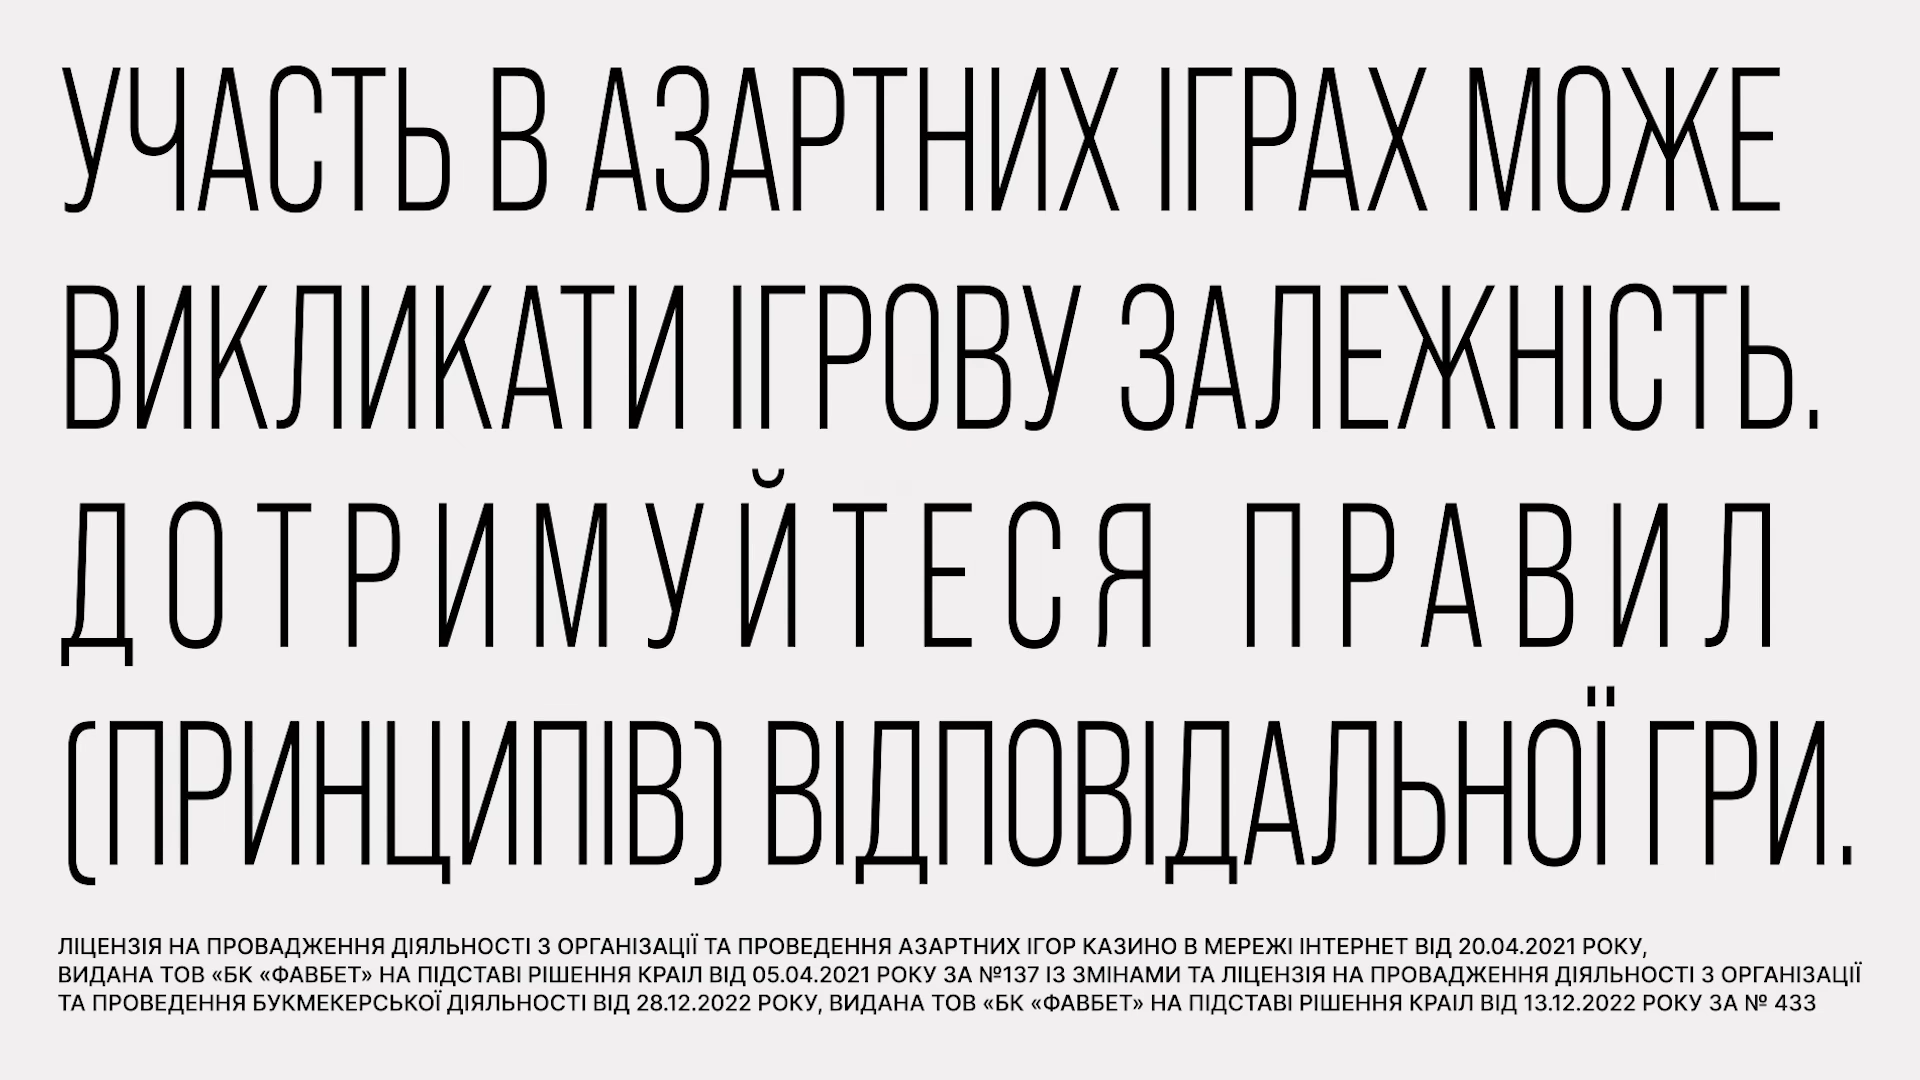 УЧАСТЬ В АЗАРТНИХ ІГРАХ МОЖЕ
ВИКЛИКАТИ ІГРОВУ ЗАЛЕЖНІСТЬ.
ДОТРИМУЙТЕСЯ ПРАВИЛ
(ПРИНЦИПІВ) ВІДПОВІДАЛЬНОЇ ГРИ.
ЛІЦЕНЗІЯ НА ПРОВАДЖЕННЯ ДІЯЛЬНОСТІ З ОРГАНІЗАЦІЇ ТА ПРОВЕДЕННЯ АЗАРТНИХ ІГОР КАЗИНО В МЕРЕЖІ ІНТЕРНЕТ ВІД 20.04.2021 РОКУ,
ВИДАНА ТОВ «БК «ФАВБЕТ» НА ПІДСТАВІ РІШЕННЯ КРАІЛ ВІД 05.04.2021 РОКУ ЗА №137 ІЗ ЗМІНАМИ ТА ЛІЦЕНЗІЯ НА ПРОВАДЖЕННЯ ДІЯЛЬНОСТІ З ОРГАНІЗАЦІЇ
ТА ПРОВЕДЕННЯ БУКМЕКЕРСЬКОЇ ДІЯЛЬНОСТІ ВІД 28.12.2022 РОКУ, ВИДАНА ТОВ «БК «ФАВБЕТ» НА ПІДСТАВІ РІШЕННЯ КРАІЛ ВІД 13.12.2022 РОКУ ЗА № 433